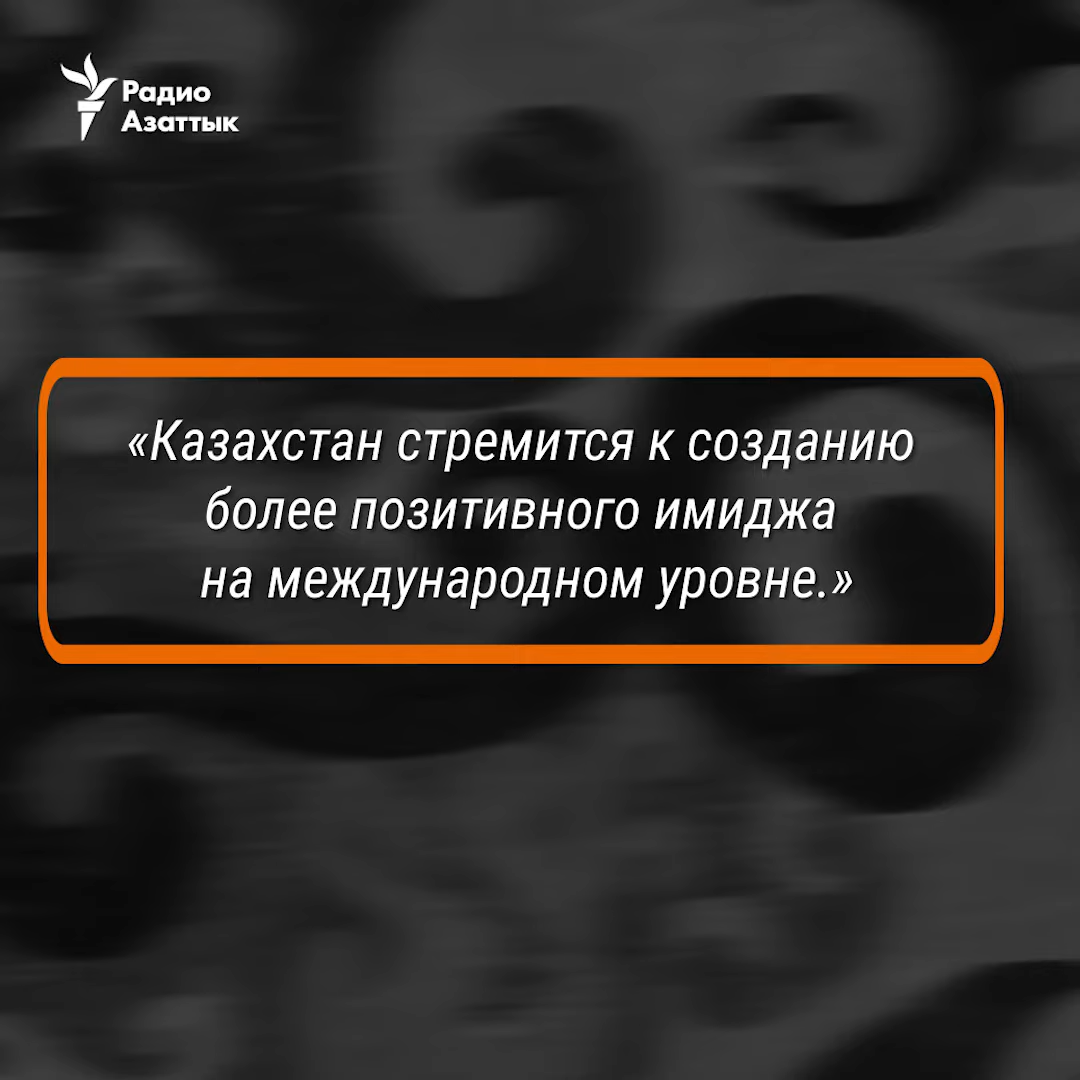 Радио
Азаттык
«Казахстан стремится к созданию
более позитивного имиджа
на международном уровне.»